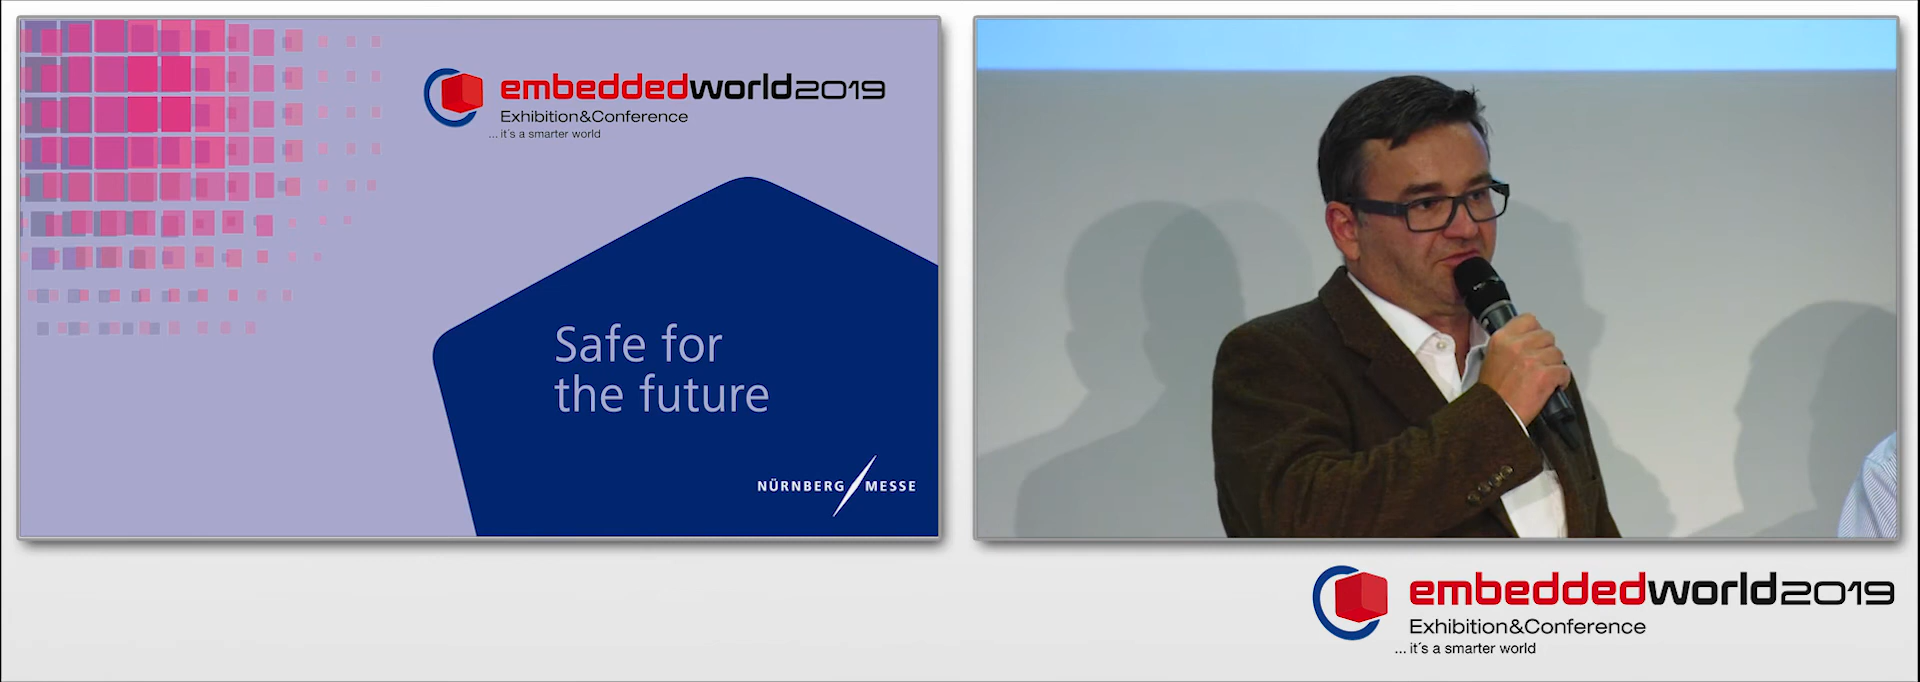 embeddedworld2019
Exhibition&Conference
... it´s a smarter world
Safe for
the future
NÜRNBERG MESSE
embeddedworld2019
Exhibition&Conference
... it´s a smarter world